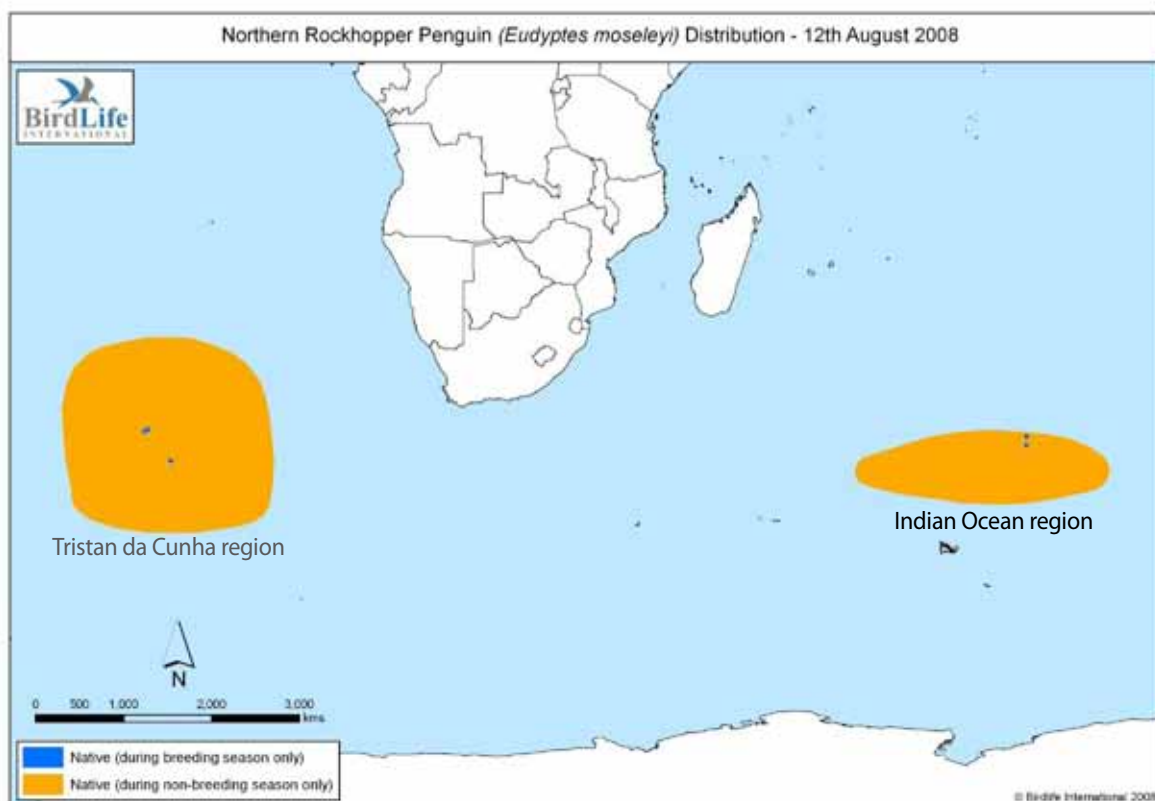 Northern Rockhopper Penguin (Eudyptes moseleyi) Distribution - 12th August 2008
BirdLife
INTERNATIONAL
Tristan da Cunha region
Indian Ocean region
N
0 500 1,000 2,000 3,000
kms
Native (during breeding season only)
Native (during non-breeding season only)
© Birdlife International 2008